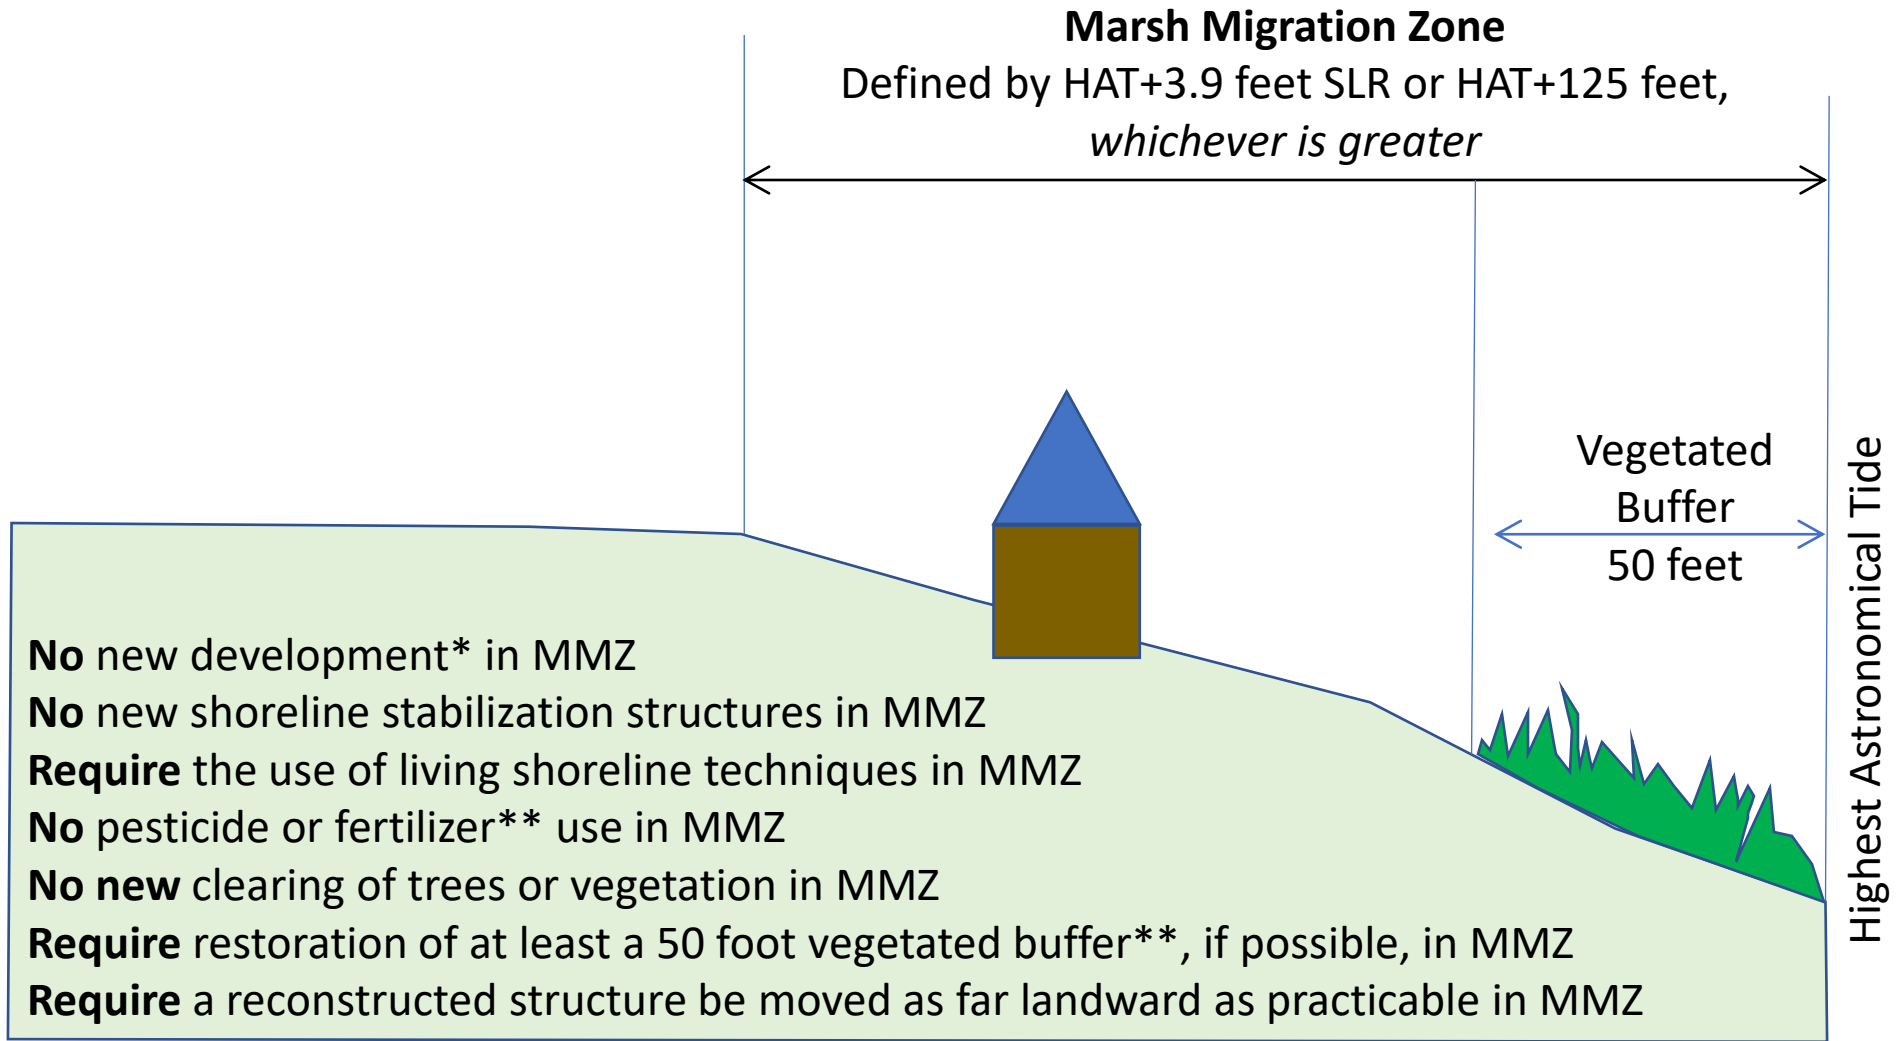 Marsh Migration Zone
Defined by HAT+3.9 feet SLR or HAT+125 feet,
whichever is greater
Vegetated
Buffer
50 feet
Highest Astronomical Tide
No new development* in MMZ
No new shoreline stabilization structures in MMZ
Require the use of living shoreline techniques in MMZ
No pesticide or fertilizer** use in MMZ
No new clearing of trees or vegetation in MMZ
Require restoration of at least a 50 foot vegetated buffer**, if possible, in MMZ
Require a reconstructed structure be moved as far landward as practicable in MMZ